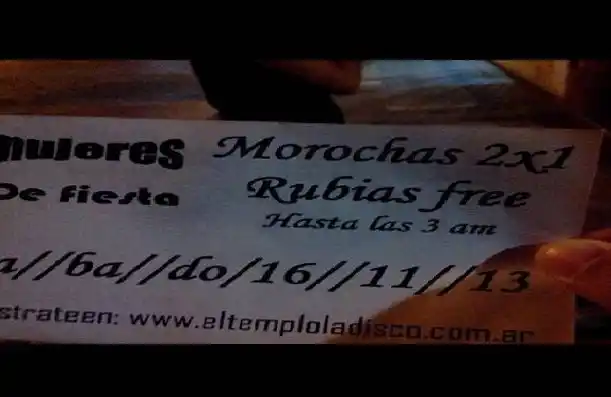 mujeres
De fiesta
Morochas 2x1
Rubias free
Hasta las 3 am
a//ba//do/16//11//13
strateen: www.eltemploladisco.com.ar